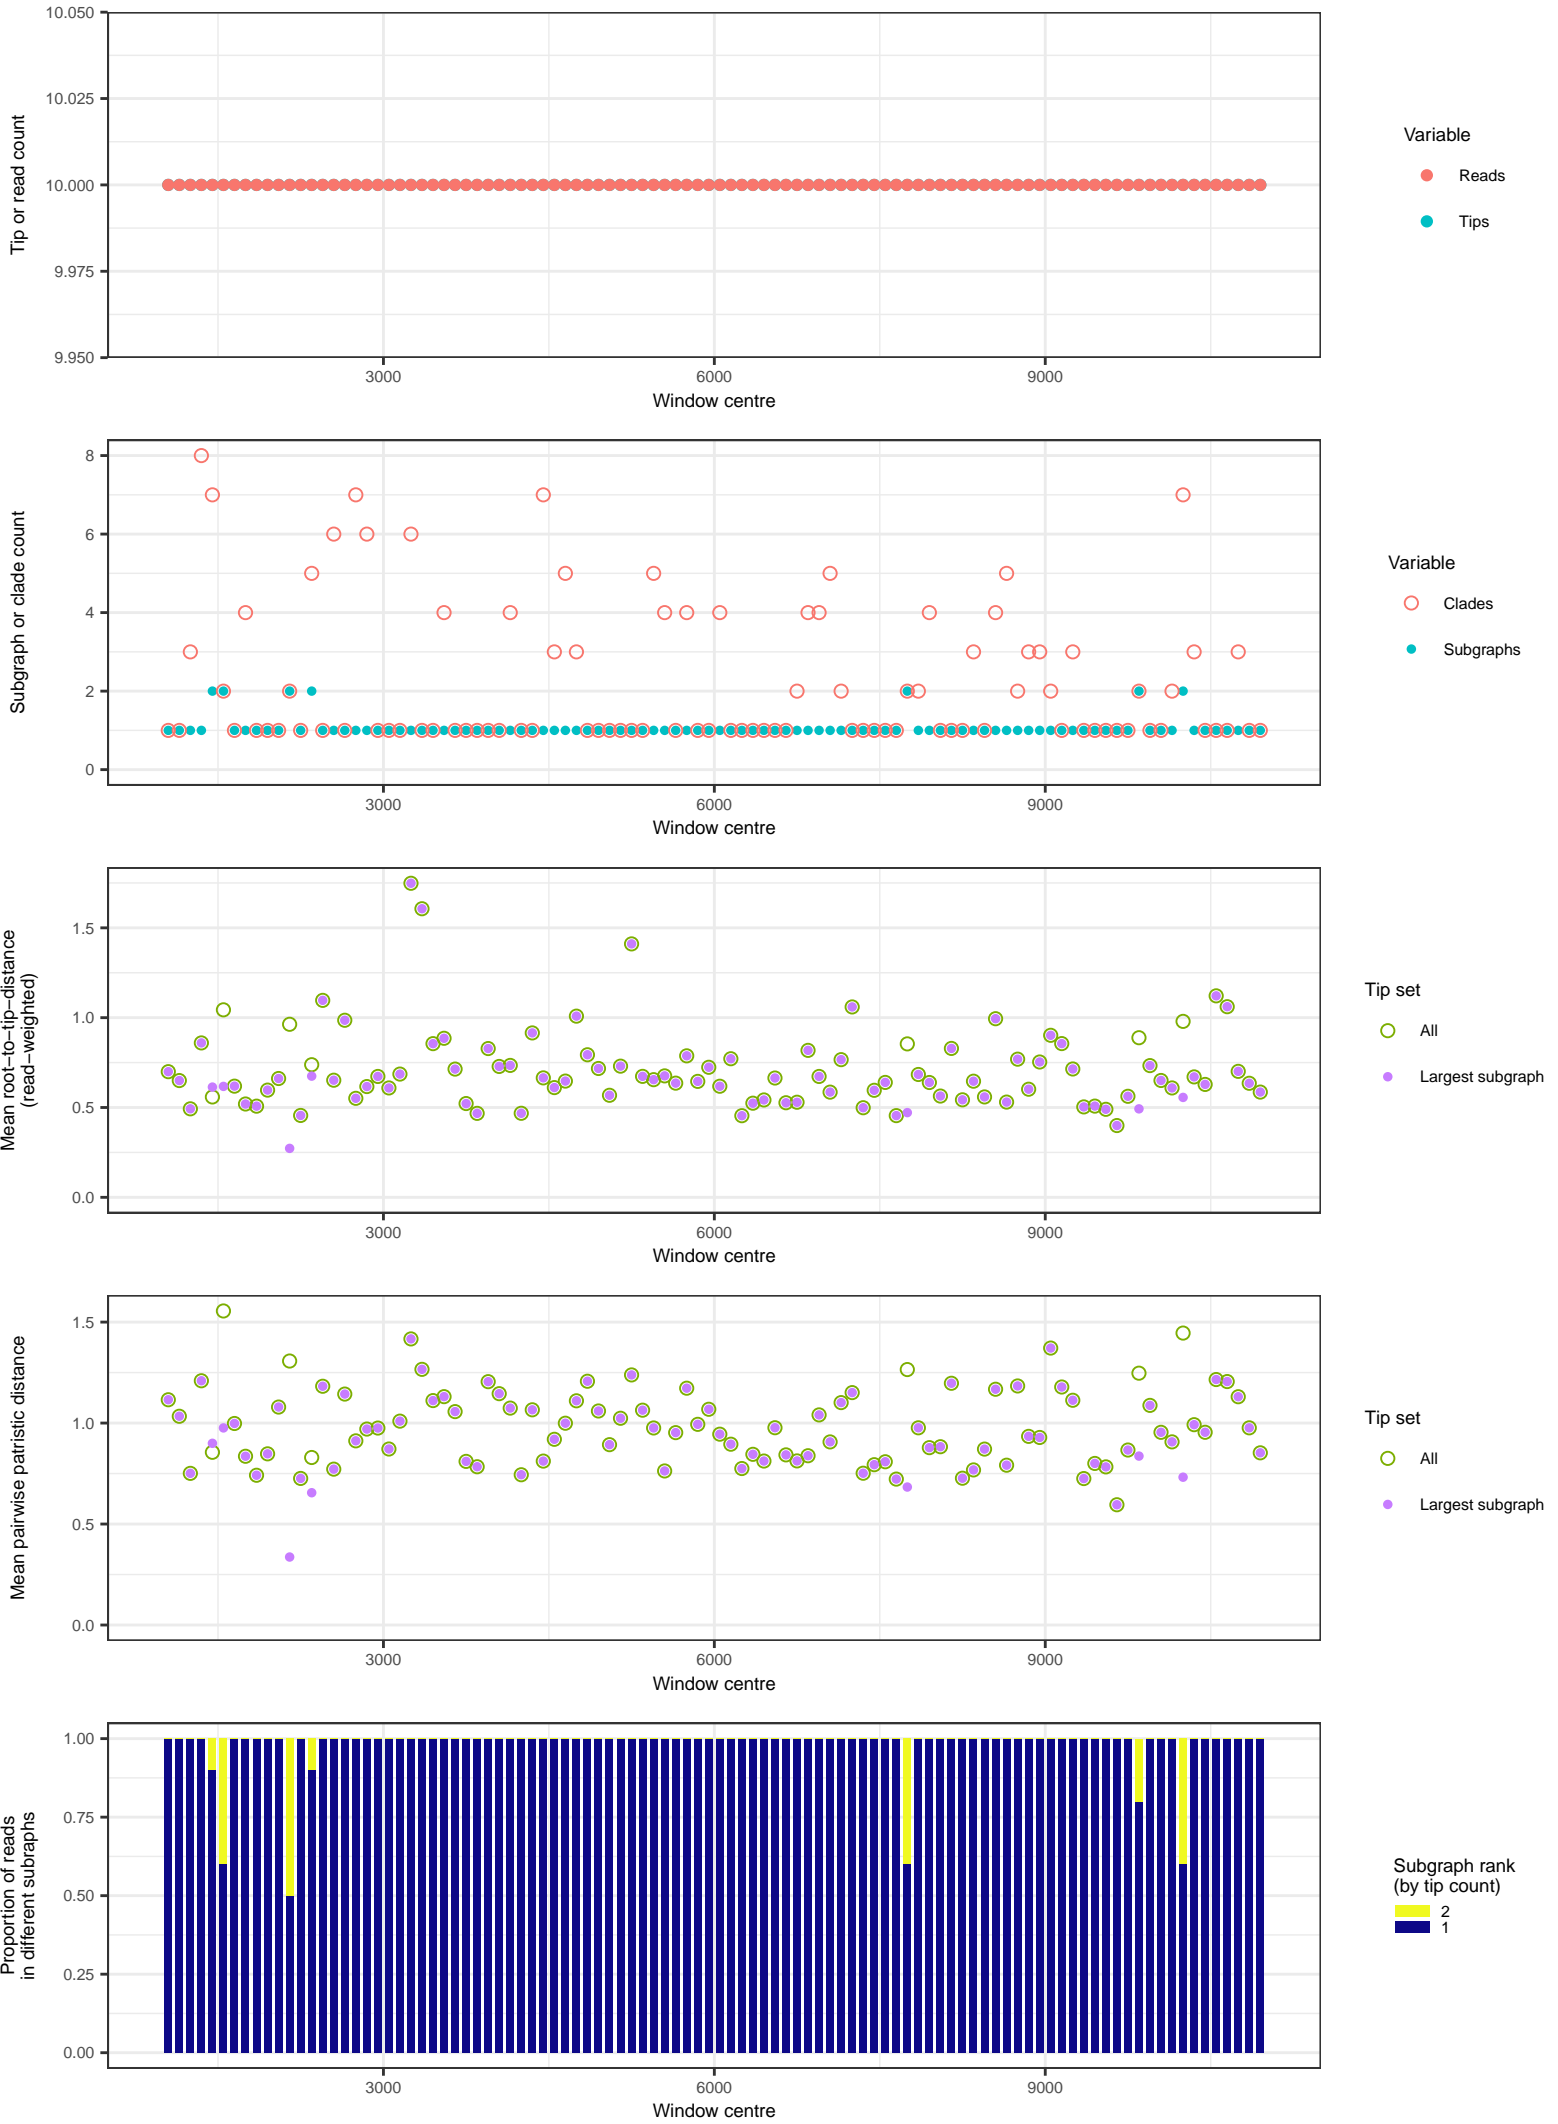 10.050
10.025
10.000
9.975
9.950
Tip or read count
3000
6000
9000
Window centre
Variable
Reads
Tips
8
6
4
2
0
Subgraph or clade count
3000
6000
9000
Window centre
Variable
Clades
Subgraphs
1.5
1.0
0.5
0.0
Mean root-to-tip-distance
(read-weighted)
3000
6000
9000
Window centre
Tip set
All
Largest subgraph
1.5
1.0
0.5
0.0
Mean pairwise patristic distance
3000
6000
9000
Window centre
Tip set
All
Largest subgraph
1.00
0.75
0.50
0.25
0.00
Proportion of reads
in different subraphs
3000
6000
9000
Window centre
Subgraph rank
(by tip count)
2
1